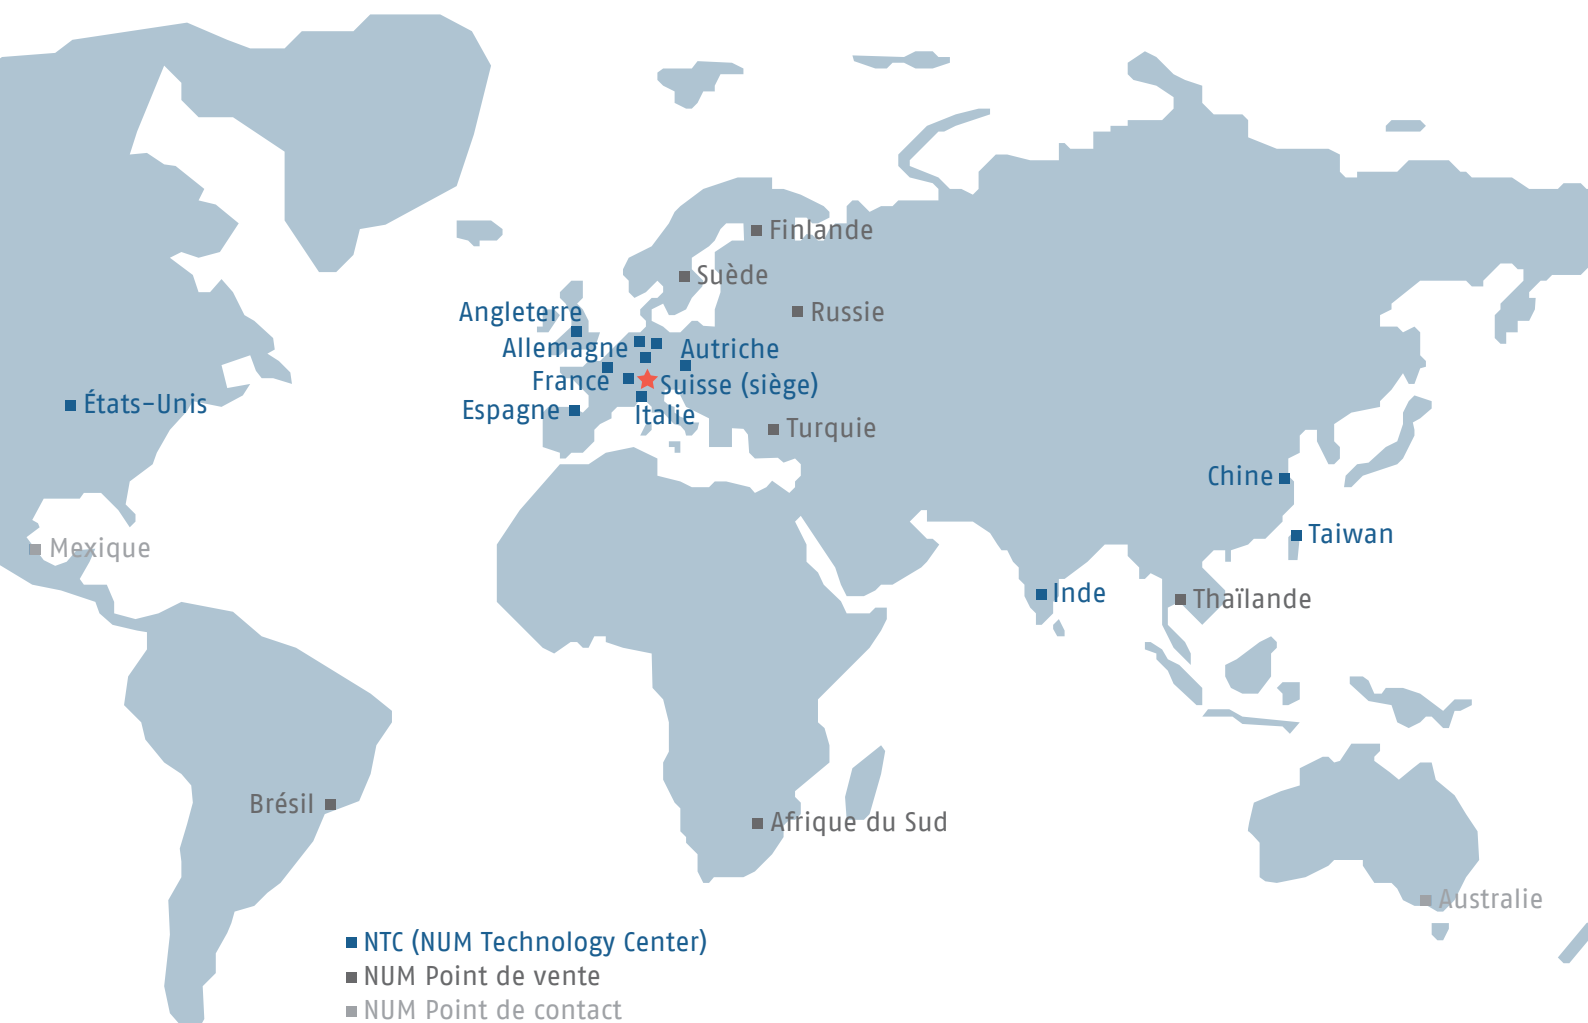 Finlande
Suède
Angleterre
Russie
Allemagne
Autriche
France
Suisse (siège)
États-Unis
Espagne
Italie
Turquie
Chine
Taiwan
Mexique
Inde
Thaïlande
Brésil
Afrique du Sud
Australie
NTC (NUM Technology Center)
NUM Point de vente
NUM Point de contact